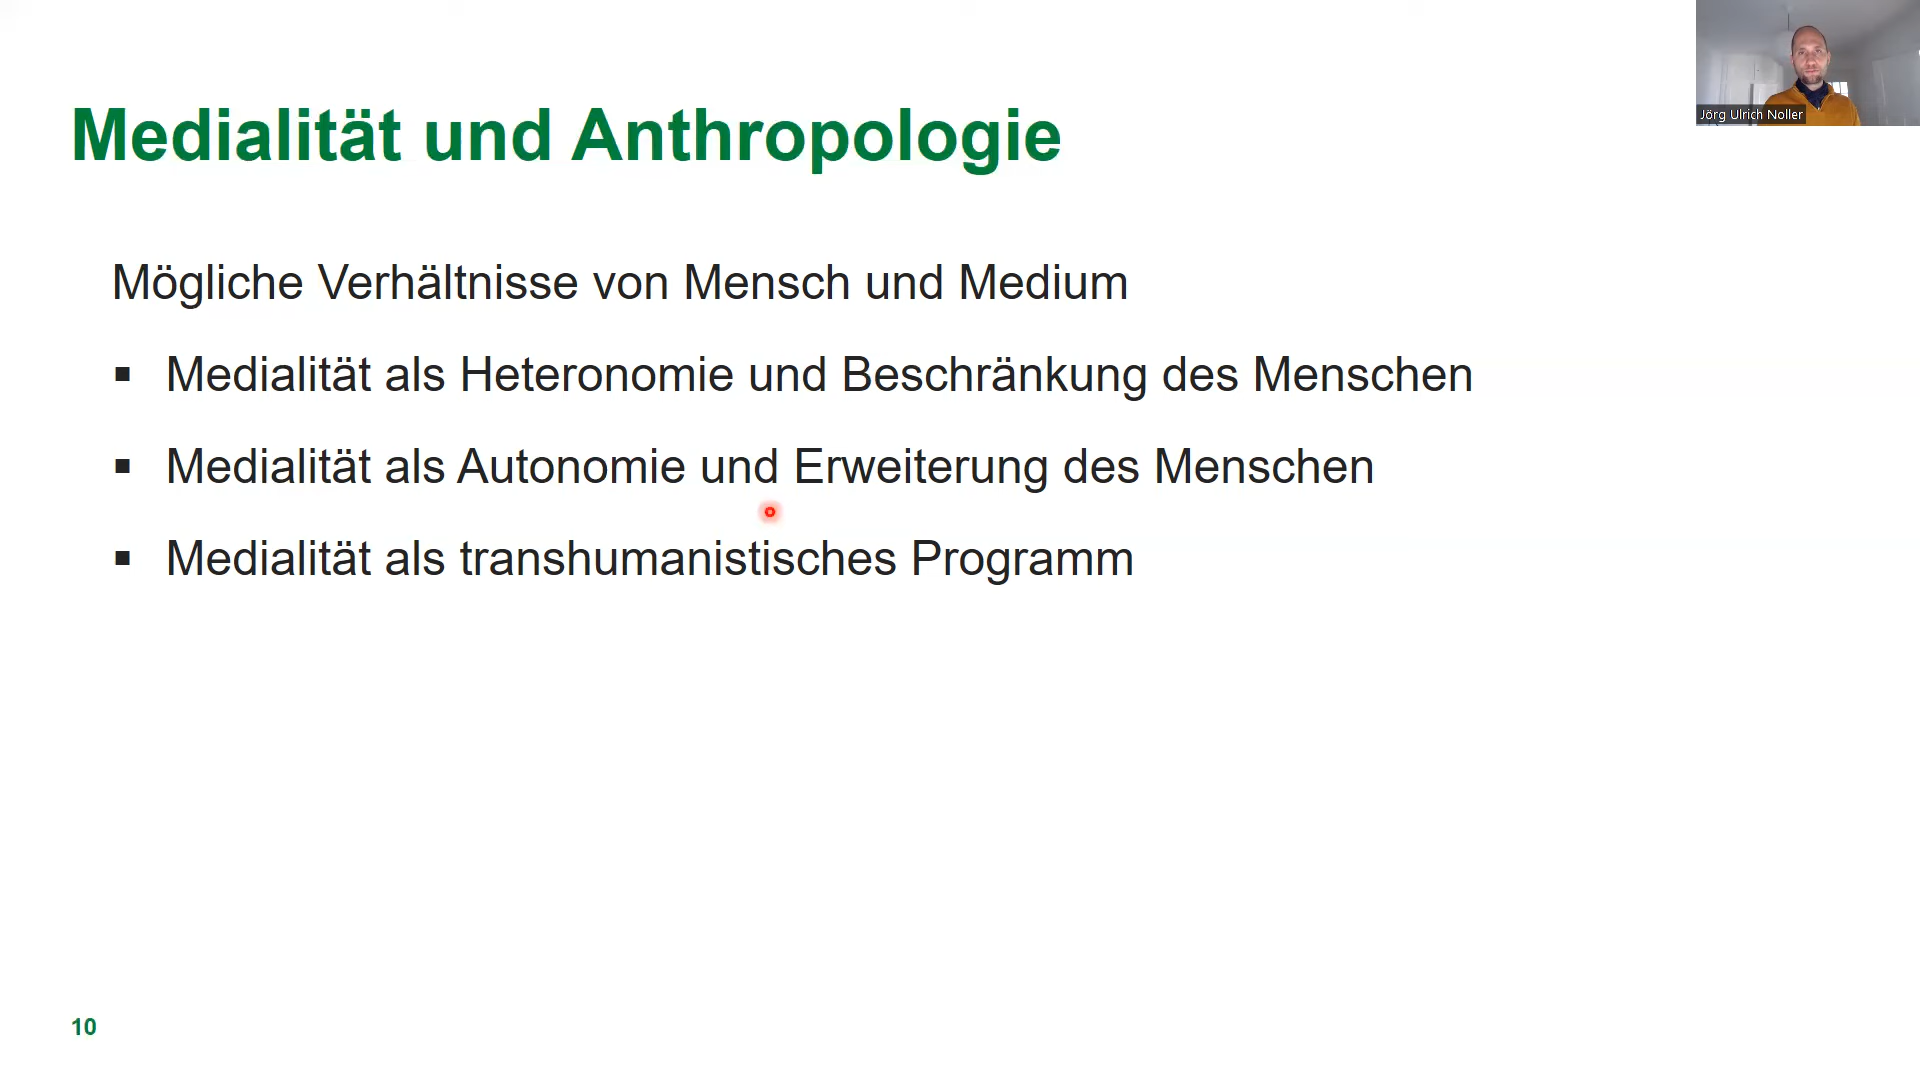 Medialität und Anthropologie
Jörg Ulrich Noller
Mögliche Verhältnisse von Mensch und Medium
▪ Medialität als Heteronomie und Beschränkung des Menschen
▪ Medialität als Autonomie und Erweiterung des Menschen
▪ Medialität als transhumanistisches Programm
10